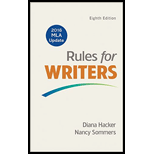 Eighth Edition
2016
MLA
Update
Rules for
WRITERS
Diana Hacker
Nancy Sommers